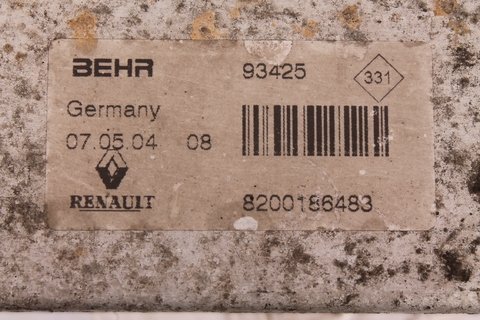 BEHR 93425 331
Germany
07.05.04 08
RENAULT 8200186483